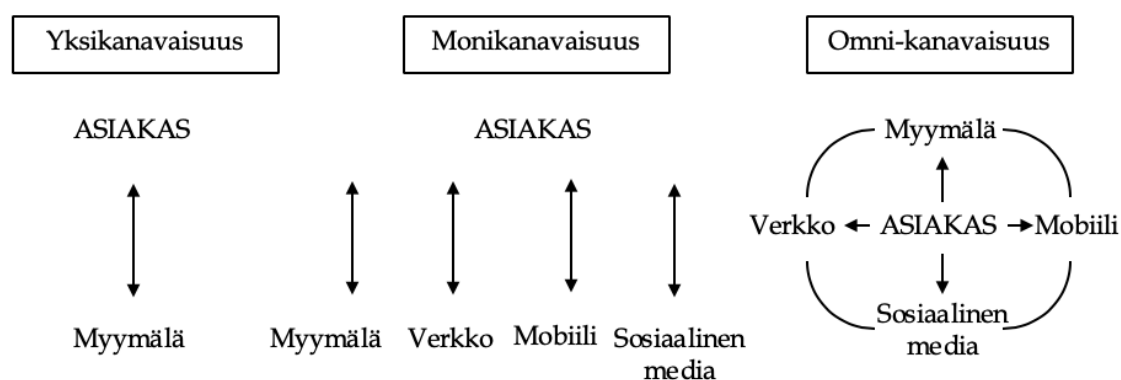 Yksikanavaisuus
ASIAKAS
Myymälä
Monikanavaisuus
ASIAKAS
Myymälä
Verkko
Mobiili
Sosiaalinen
media
Omni-kanavaisuus
Myymälä
Verkko
ASIAKAS
Mobiili
Sosiaalinen
media